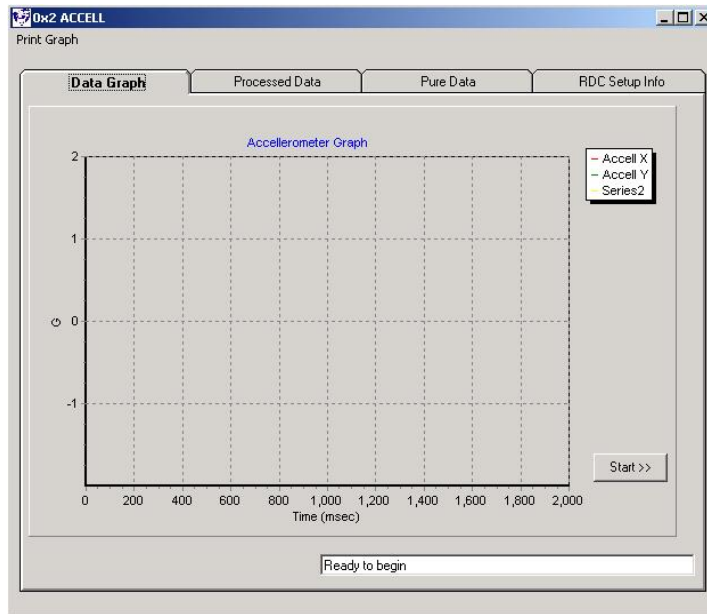 0x2 ACCELL
Print Graph
Data Graph Processed Data Pure Data RDC Setup Info
Accellerometer Graph
Accell X
Accell Y
Series2
2
1
0
-1
G
0 200 400 600 800 1,000 1,200 1,400 1,600 1,800 2,000
Time (msec)
Start >>
Ready to begin